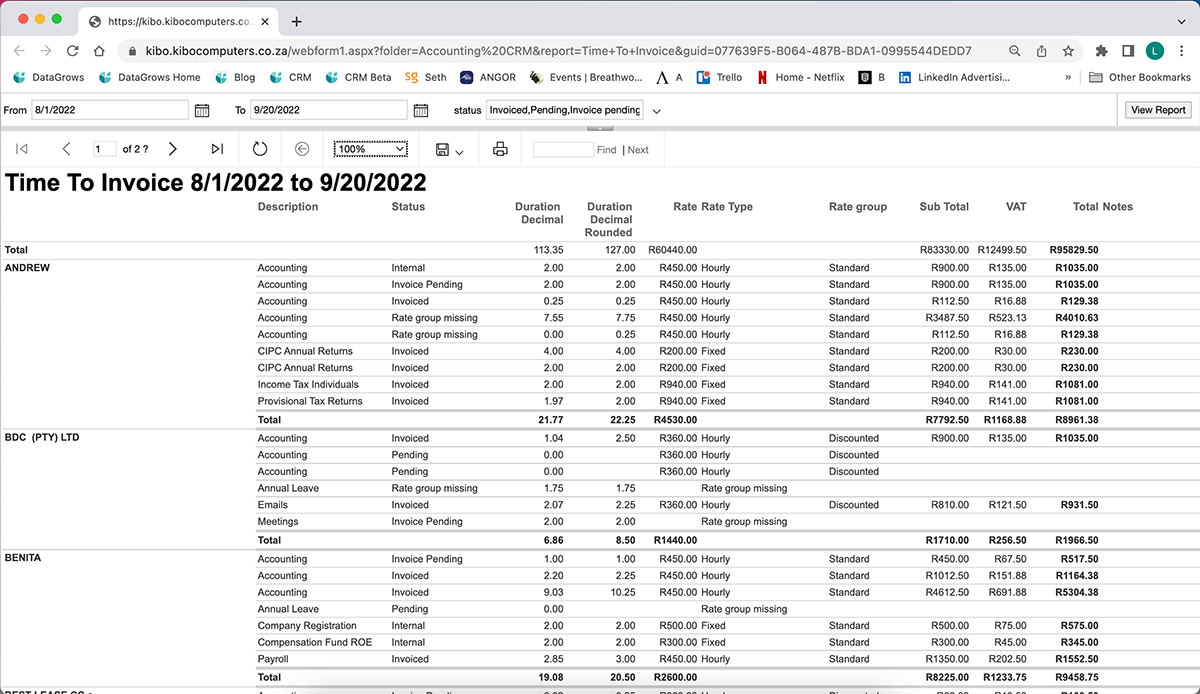 https://kibo.kibocomputers.co.
kibo.kibocomputers.co.za/webform1.aspx?folder=Accounting%20CRM&report=Time+To+Invoice&guid=077639F5-B064-487B-BDA1-0995544DEDD7 L
DataGrows DataGrows Home Blog CRM CRM Beta SG Seth ANGOR Events | Breathwo... A Trello Home - Netflix B LinkedIn Advertisi... » Other Bookmarks
From 8/1/2022 To 9/20/2022 status Invoiced,Pending,Invoice pending View Report
1 of 2 ? 100% Find | Next
Time To Invoice 8/1/2022 to 9/20/2022
Description Status Duration Decimal Duration Decimal Rounded Rate Rate Type Rate group Sub Total VAT Total Notes
Total 113.35 127.00 R60440.00 R83330.00 R12499.50 R95829.50
ANDREW Accounting Internal 2.00 2.00 R450.00 Hourly Standard R900.00 R135.00 R1035.00
Accounting Invoice Pending 2.00 2.00 R450.00 Hourly Standard R900.00 R135.00 R1035.00
Accounting Invoiced 0.25 0.25 R450.00 Hourly Standard R112.50 R16.88 R129.38
Accounting Rate group missing 7.55 7.75 R450.00 Hourly Standard R3487.50 R523.13 R4010.63
Accounting Rate group missing 0.00 0.25 R450.00 Hourly Standard R112.50 R16.88 R129.38
CIPC Annual Returns Invoiced 4.00 4.00 R200.00 Fixed Standard R200.00 R30.00 R230.00
CIPC Annual Returns Invoiced 2.00 2.00 R200.00 Fixed Standard R200.00 R30.00 R230.00
Income Tax Individuals Invoiced 2.00 2.00 R940.00 Fixed Standard R940.00 R141.00 R1081.00
Provisional Tax Returns Invoiced 1.97 2.00 R940.00 Fixed Standard R940.00 R141.00 R1081.00
Total 21.77 22.25 R4530.00 R7792.50 R1168.88 R8961.38
BDC (PTY) LTD Accounting Invoiced 1.04 2.50 R360.00 Hourly Discounted R900.00 R135.00 R1035.00
Accounting Pending 0.00 R360.00 Hourly Discounted
Accounting Pending 0.00 R360.00 Hourly Discounted
Annual Leave Rate group missing 1.75 1.75 Rate group missing
Emails Invoiced 2.07 2.25 R360.00 Hourly Discounted R810.00 R121.50 R931.50
Meetings Invoice Pending 2.00 2.00 Rate group missing
Total 6.86 8.50 R1440.00 R1710.00 R256.50 R1966.50
BENITA Accounting Invoice Pending 1.00 1.00 R450.00 Hourly Standard R450.00 R67.50 R517.50
Accounting Invoiced 2.20 2.25 R450.00 Hourly Standard R1012.50 R151.88 R1164.38
Accounting Invoiced 9.03 10.25 R450.00 Hourly Standard R4612.50 R691.88 R5304.38
Annual Leave Pending 0.00 Rate group missing
Company Registration Internal 2.00 2.00 R500.00 Fixed Standard R500.00 R75.00 R575.00
Compensation Fund ROE Internal 2.00 2.00 R300.00 Fixed Standard R300.00 R45.00 R345.00
Payroll Invoiced 2.85 3.00 R450.00 Hourly Standard R1350.00 R202.50 R1552.50
Total 19.08 20.50 R2600.00 R8225.00 R1233.75 R9458.75